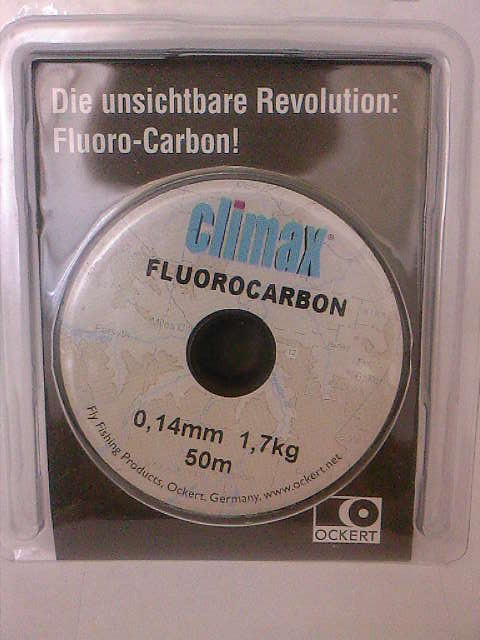 Die unsichtbare Revolution:
Fluoro-Carbon!
climax®
FLUOROCARBON
0,14mm 1,7kg
50m
Fly Fishing Products, Ockert, Germany, www.ockert.net
OCKERT